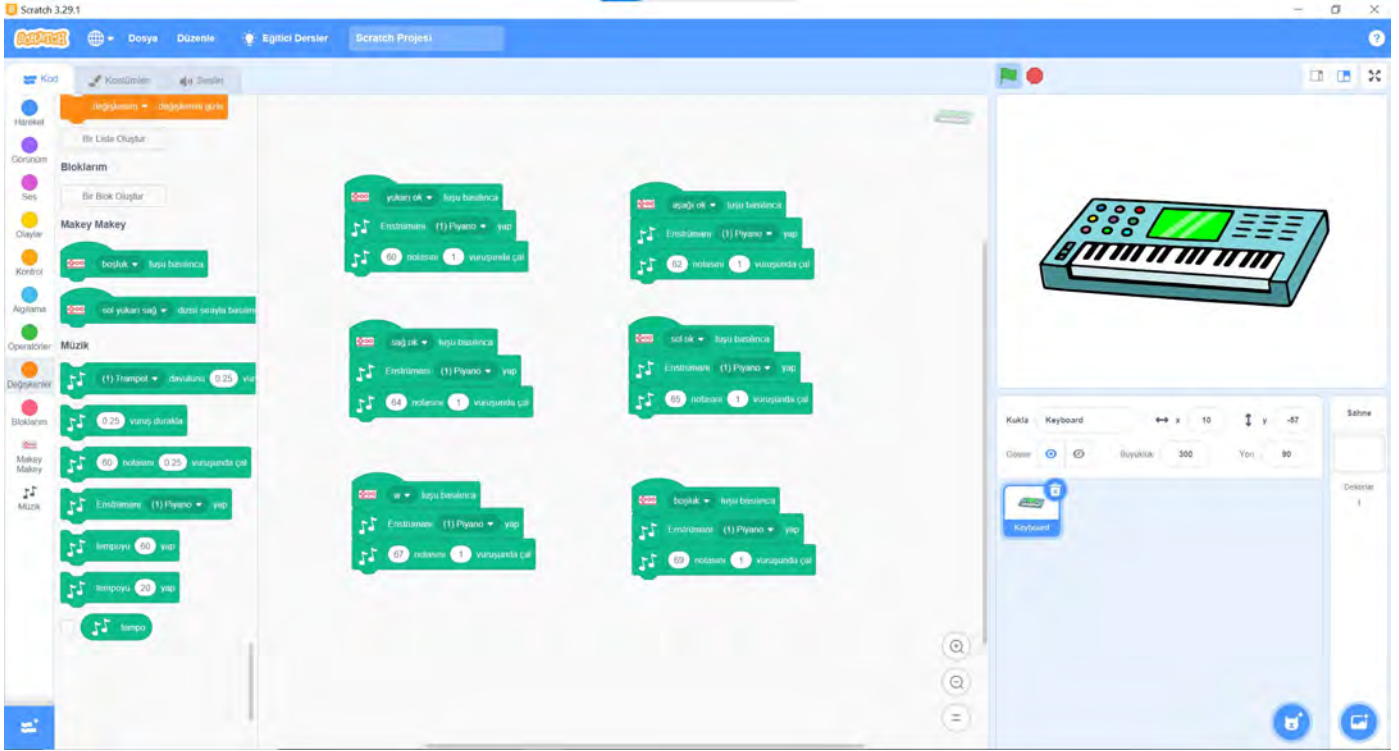 Scratch 3.29.1
SCRATCH Dosya Düzenle Eğitici Dersler Scratch Projesi
Kod Kostümler Sesler
Hareket
Görünüm
Ses
Olaylar
Kontrol
Algılama
Operatörler
Değişkenler
Bloklarım
Makey Makey
Müzik
değişkenim değişkenini gizle
Bir Liste Oluştur
Bloklarım
Bir Blok Oluştur
Makey Makey
boşluk tuşu basılınca
sol yukarı sağ dizisi sırayla basılın
Müzik
(1) Trampet davulunu 0.25 vur
0.25 vuruş durakla
60 notasını 0.25 vuruşunda çal
Enstrümanı (1) Piyano yap
tempoyu 60 yap
tempoyu 20 yap
tempo
yukarı ok tuşu basılınca
Enstrümanı (1) Piyano yap
60 notasını 1 vuruşunda çal
aşağı ok tuşu basılınca
Enstrümanı (1) Piyano yap
62 notasını 1 vuruşunda çal
sağ ok tuşu basılınca
Enstrümanı (1) Piyano yap
64 notasını 1 vuruşunda çal
sol ok tuşu basılınca
Enstrümanı (1) Piyano yap
65 notasını 1 vuruşunda çal
w tuşu basılınca
Enstrümanı (1) Piyano yap
67 notasını 1 vuruşunda çal
boşluk tuşu basılınca
Enstrümanı (1) Piyano yap
69 notasını 1 vuruşunda çal
Kukla Keyboard x 10 y -57
Göster Büyüklük 300 Yön 90
Keyboard
Sahne
Dekorlar
1